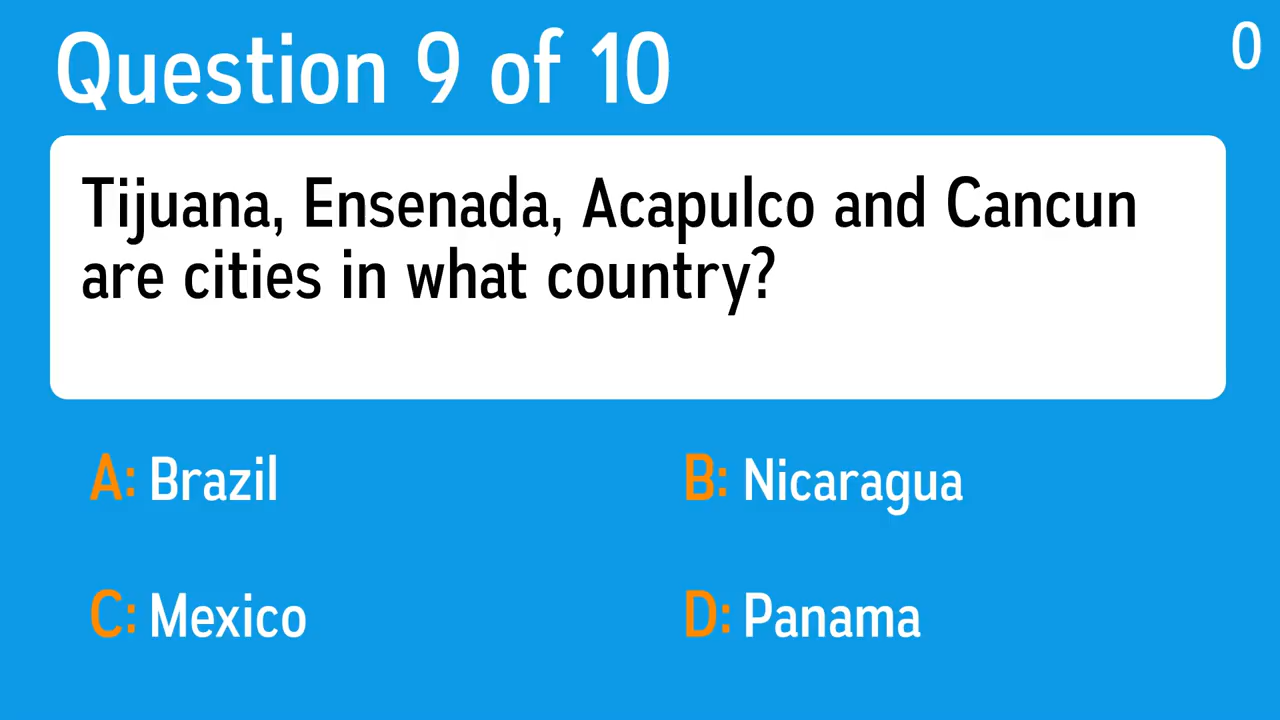 Question 9 of 10
0
Tijuana, Ensenada, Acapulco and Cancun
are cities in what country?
A: Brazil
B: Nicaragua
C: Mexico
D: Panama